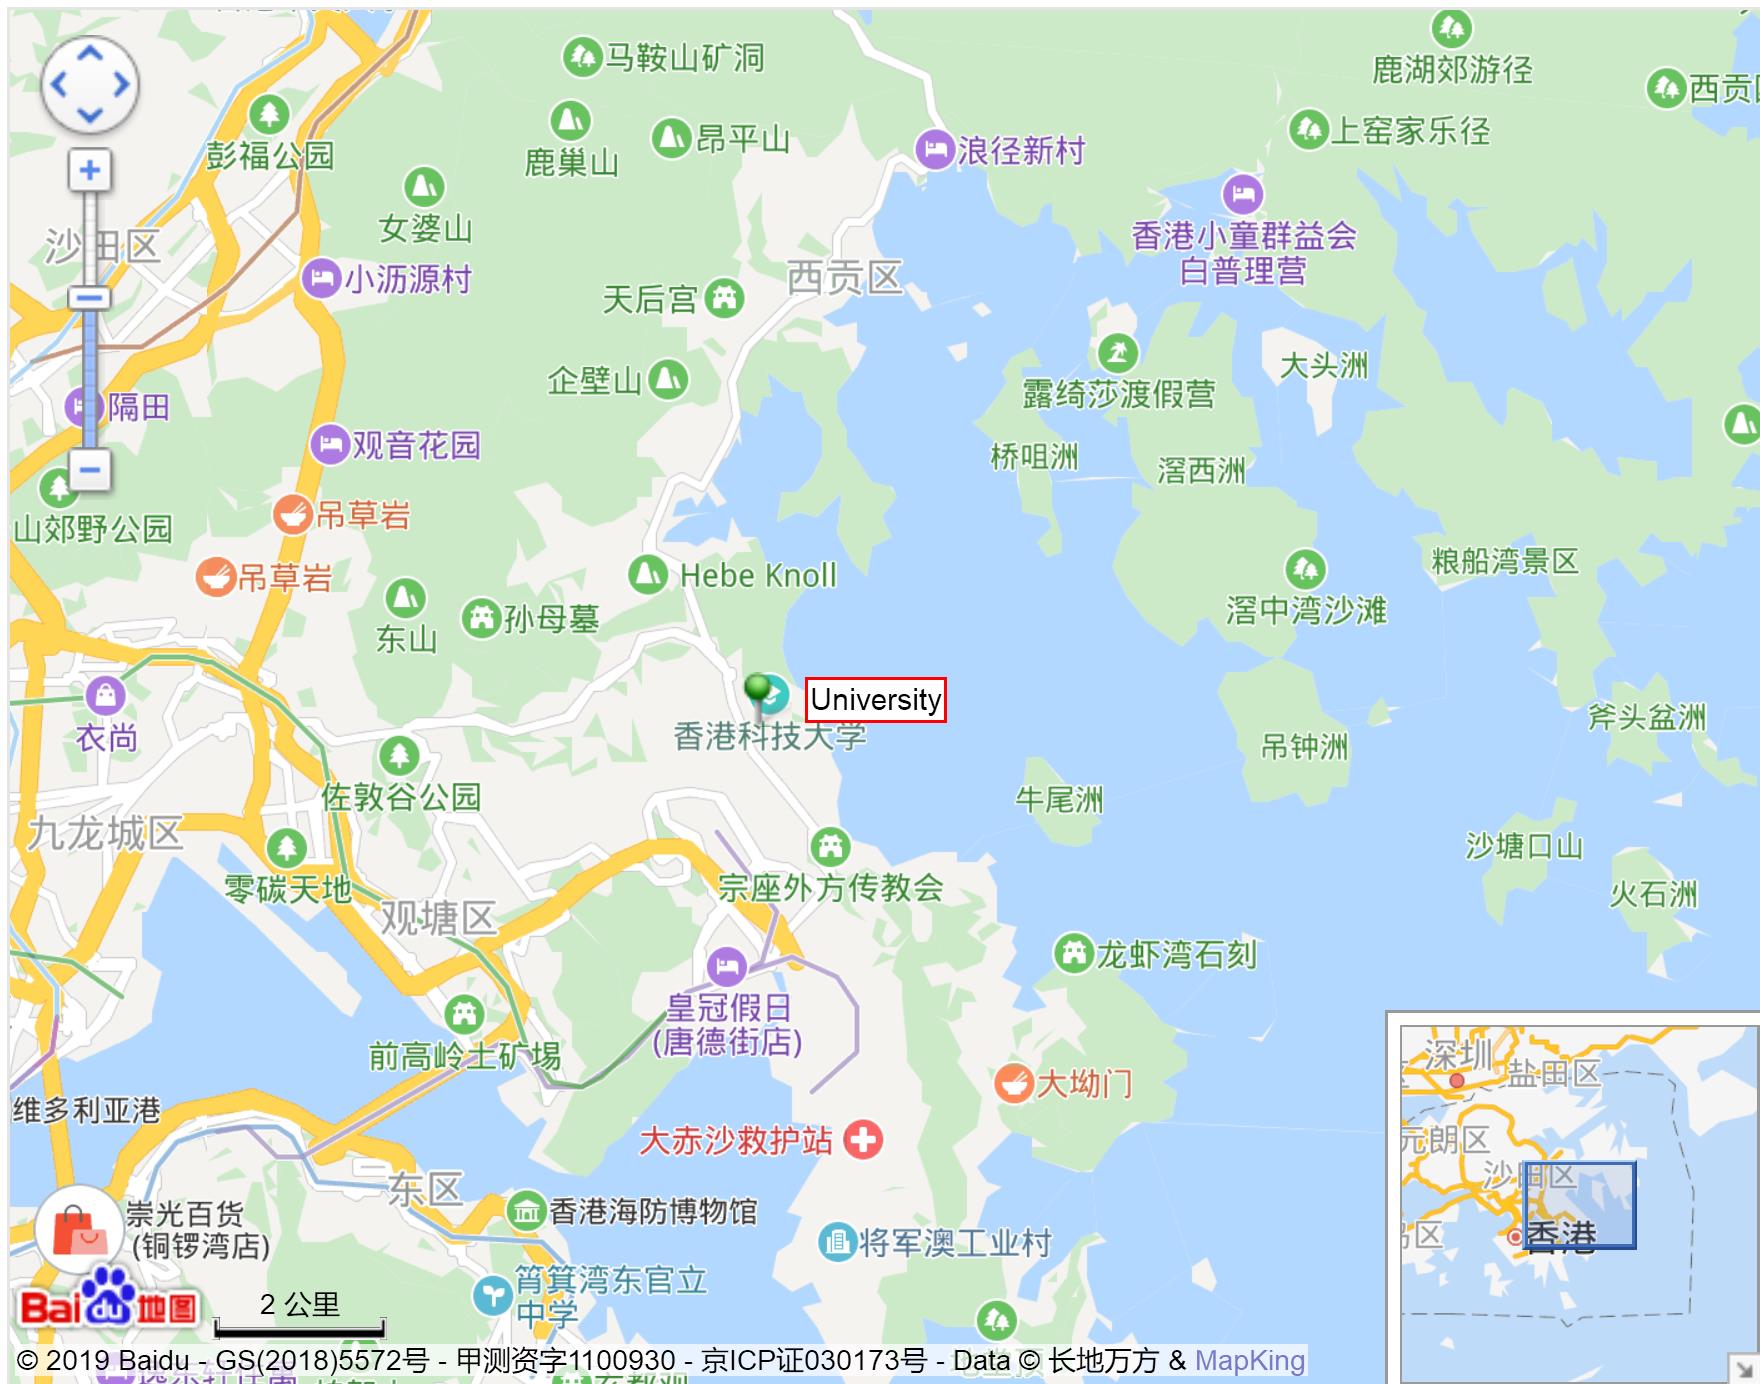 马鞍山矿洞
鹿湖郊游径
西贡
彭福公园
鹿巢山
昂平山
浪径新村
上窑家乐径
女婆山
沙田区
香港小童群益会
白普理营
小沥源村
天后宫
西贡区
企壁山
大头洲
露绮莎渡假营
隔田
观音花园
桥咀洲
滘西洲
吊草岩
山郊野公园
吊草岩
Hebe Knoll
粮船湾景区
滘中湾沙滩
东山
孙母墓
University
衣尚
香港科技大学
斧头盆洲
吊钟洲
佐敦谷公园
牛尾洲
九龙城区
沙塘口山
零碳天地
宗座外方传教会
火石洲
观塘区
龙虾湾石刻
皇冠假日
(唐德街店)
前高岭土矿場
大坳门
维多利亚港
大赤沙救护站
东区
香港海防博物馆
崇光百货
(铜锣湾店)
将军澳工业村
筲箕湾东官立
中学
深圳
盐田区
元朗区
沙田区
香港
Bai du 地图
2 公里
© 2019 Baidu - GS(2018)5572号 - 甲测资字1100930 - 京ICP证030173号 - Data © 长地万方 & MapKing